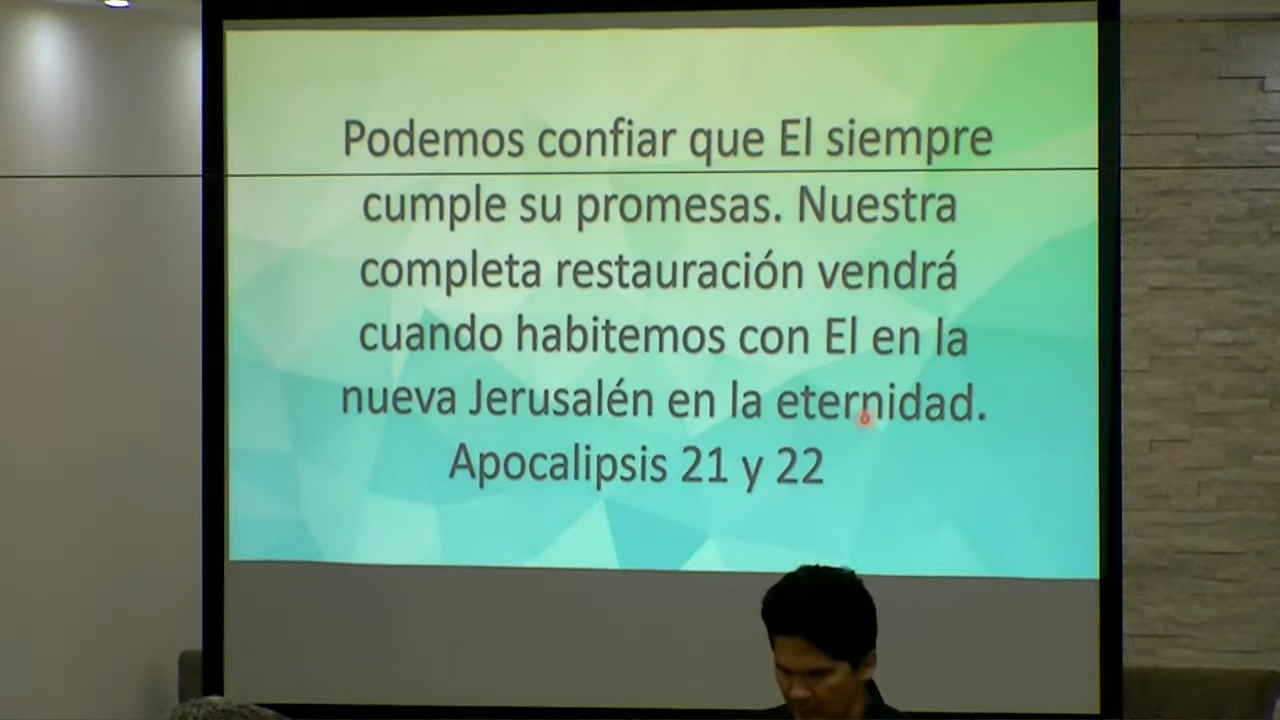 Podemos confiar que El siempre
cumple su promesas. Nuestra
completa restauración vendrá
cuando habitemos con El en la
nueva Jerusalén en la eternidad.
Apocalipsis 21 y 22